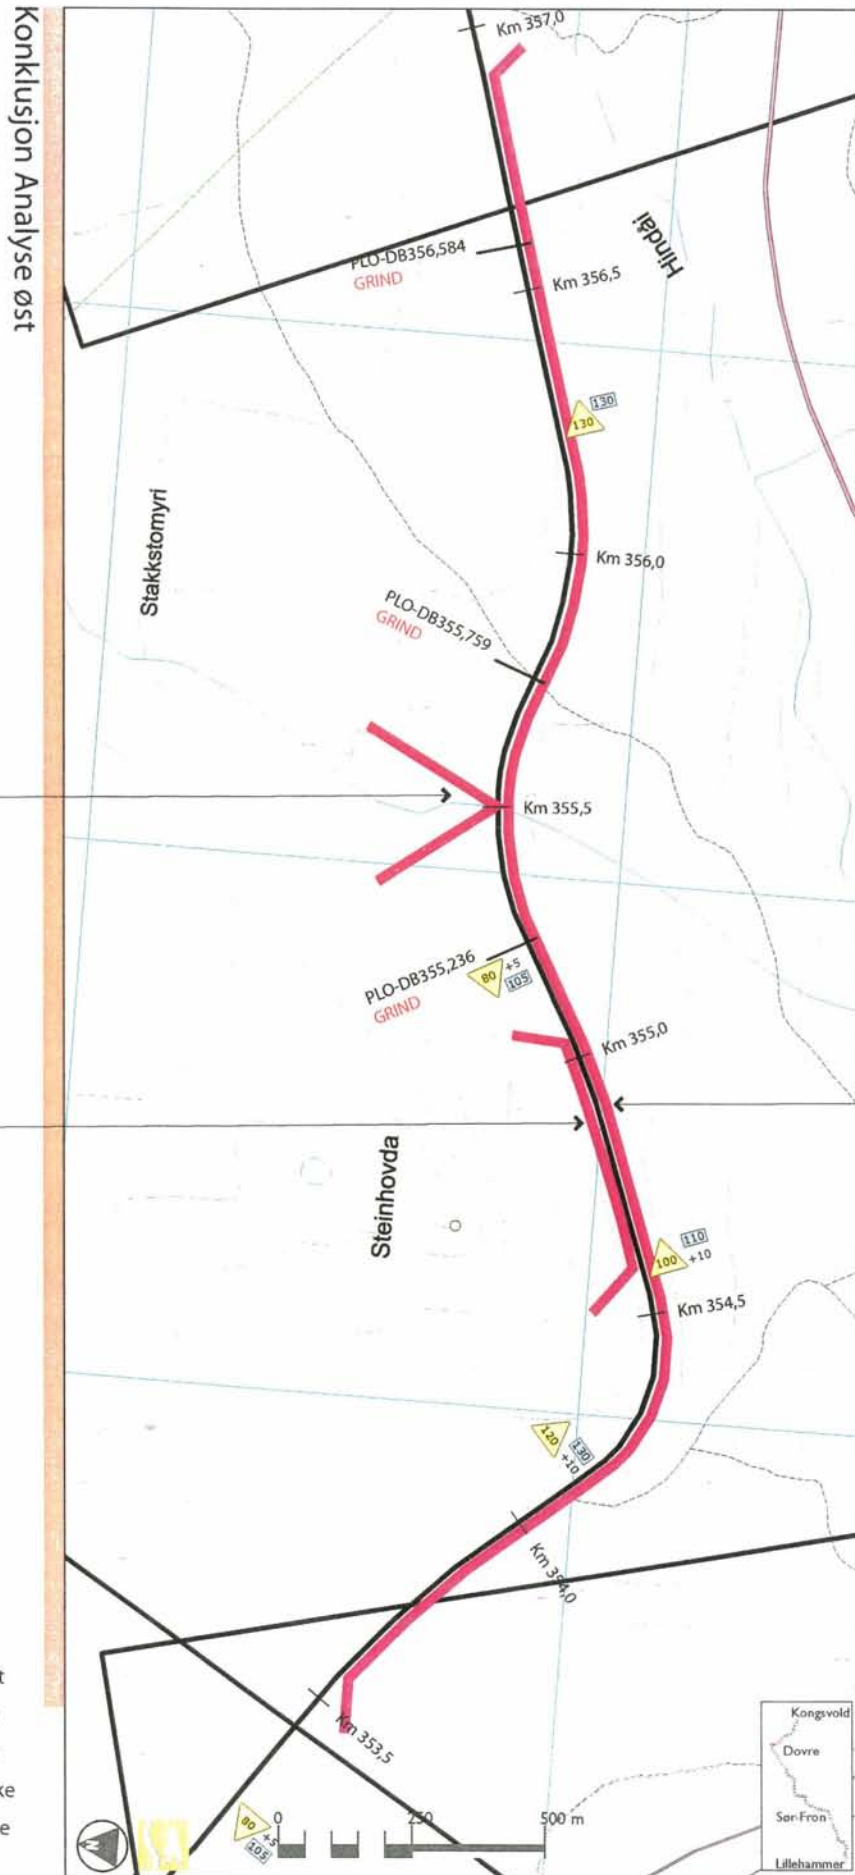 Konklusjon Analyse øst
Km 357,0
Hindåi
PLO-DB356,584
GRIND
Km 356,5
130
130
Stakkstomyri
Km 356,0
PLO-DB355,759
GRIND
Km 355,5
PLO-DB355,236
GRIND
80
+5
105
Km 355,0
Steinhovda
110
100
+10
Km 354,5
120
130
+10
Km 354,0
Km 353,5
80
+5
105
0
250
500 m
Kongsvold
Dovre
Sør-Fron
Lillehammer
t
ke
e